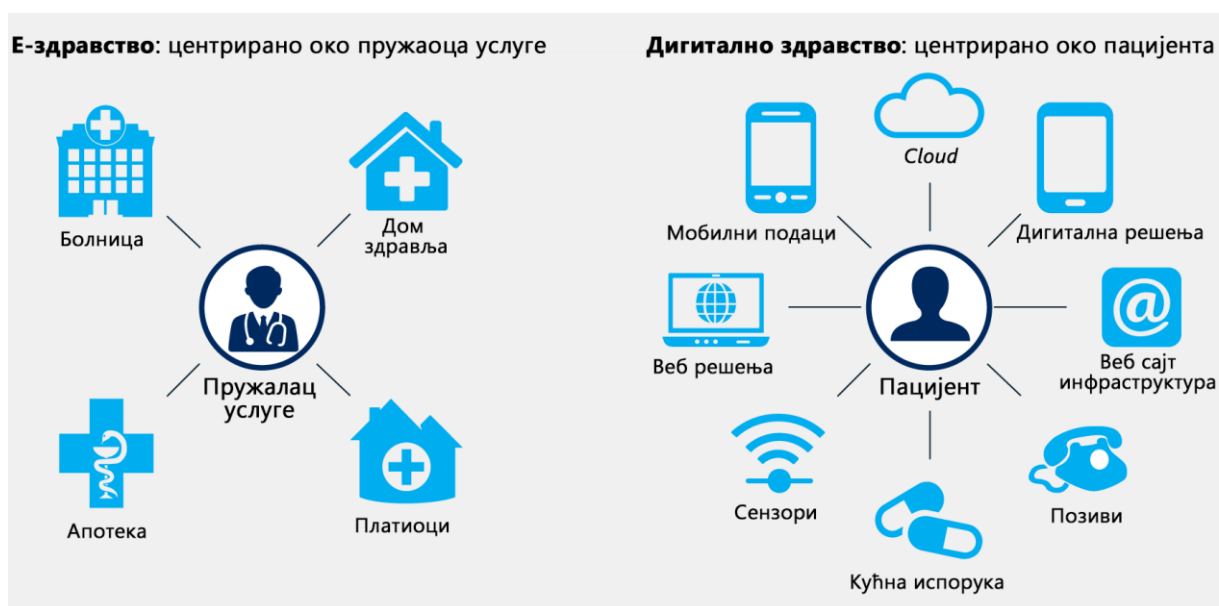 Е-здравство: центрирано око пружаоца услуге
Болница
Дом
здравља
Пружалац
услуге
Апотека
Платиоци
Дигитално здравство: центрирано око пацијента
Cloud
Мобилни подаци
Дигитална решења
Веб решења
Пацијент
Веб сајт
инфраструктура
Сензори
Позиви
Кућна испорука
@